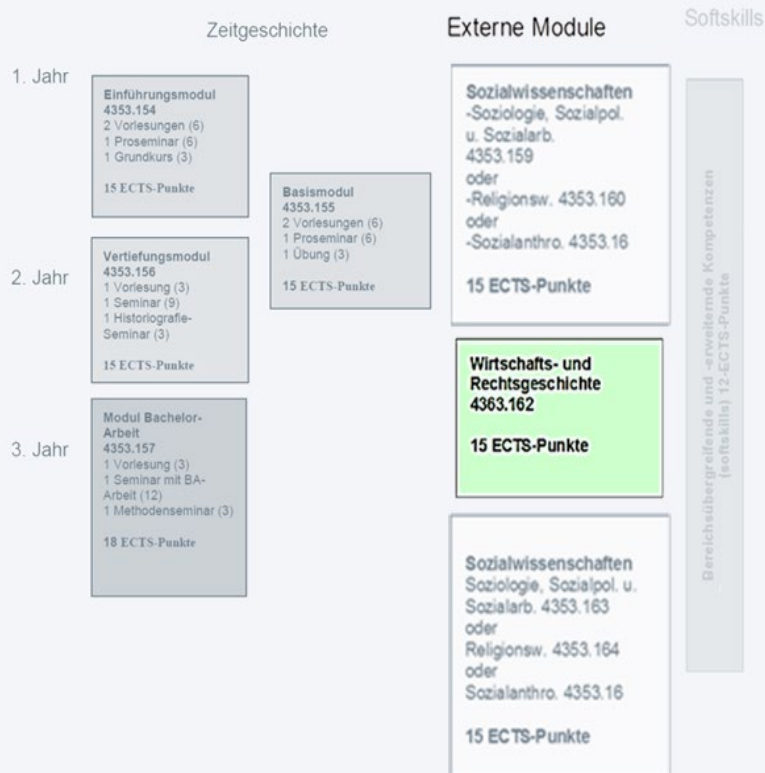 Zeitgeschichte
Externe Module
Softskills
1. Jahr
Einführungsmodul
4353.154
2 Vorlesungen (6)
1 Proseminar (6)
1 Grundkurs (3)
15 ECTS-Punkte
Basismodul
4353.155
2 Vorlesungen (6)
1 Proseminar (6)
1 Übung (3)
15 ECTS-Punkte
2. Jahr
Vertiefungsmodul
4353.156
1 Vorlesung (3)
1 Seminar (9)
1 Historiografie-
Seminar (3)
15 ECTS-Punkte
3. Jahr
Modul Bachelor-
Arbeit
4353.157
1 Vorlesung (3)
1 Seminar mit BA-
Arbeit (12)
1 Methodenseminar (3)
18 ECTS-Punkte
Sozialwissenschaften
-Soziologie, Sozialpol.
u. Sozialarb.
4353.159
oder
-Religionsw. 4353.160
oder
-Sozialanthro. 4353.16
15 ECTS-Punkte
Wirtschafts- und
Rechtsgeschichte
4363.162
15 ECTS-Punkte
Sozialwissenschaften
Soziologie, Sozialpol. u.
Sozialarb. 4353.163
oder
Religionsw. 4353.164
oder
Sozialanthro. 4353.16
15 ECTS-Punkte
Bereichsübergreifende und -erweiternde Kompetenzen
(softskills) 12-ECTS-Punkte